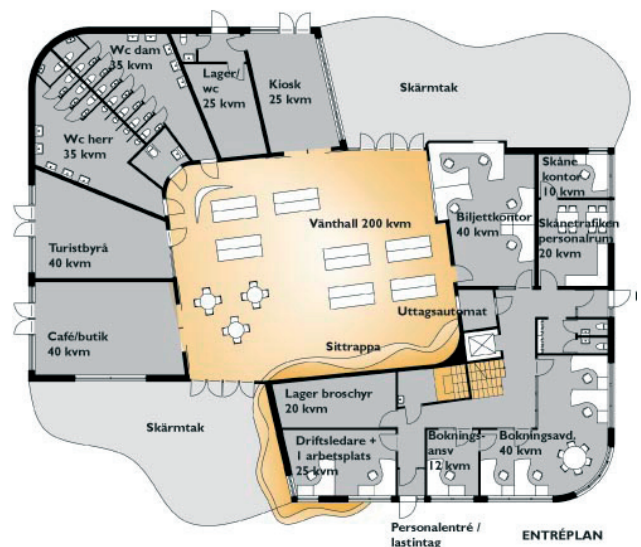 Wc dam
35 kvm
Lager/
wc
25 kvm
Kiosk
25 kvm
Skärmtak
Wc herr
35 kvm
Skåne
kontor
10 kvm
Vänthall 200 kvm
Biljettkontor
40 kvm
Skånetrafiken
personalrum
20 kvm
Turistbyrå
40 kvm
Uttagsautomat
Café/butik
40 kvm
Sittrappa
Lager broschyr
20 kvm
Skärmtak
Driftsledare +
1 arbetsplats
25 kvm
Boknings-
ansv
12 kvm
Bokningsavd.
40 kvm
Personalentré /
lastintag
ENTRÉPLAN